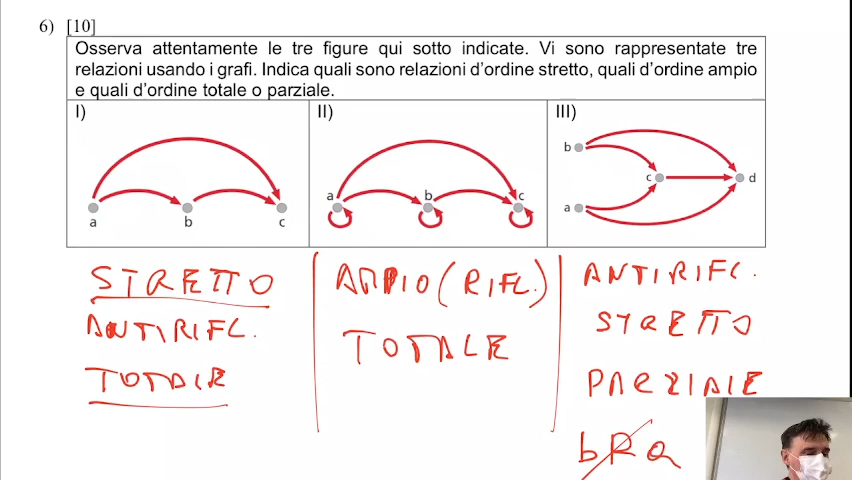 6) [10]
Osserva attentamente le tre figure qui sotto indicate. Vi sono rappresentate tre
relazioni usando i grafi. Indica quali sono relazioni d'ordine stretto, quali d'ordine ampio
e quali d'ordine totale o parziale.
I)
a
b
c
II)
a
b
c
III)
b
c
d
a
STRETTO
ANTIRIFL.
TOTALE
AMPIO (RIFL.)
TOTALE
ANTIRIFL.
STRETTO
PARZIALE
bRa